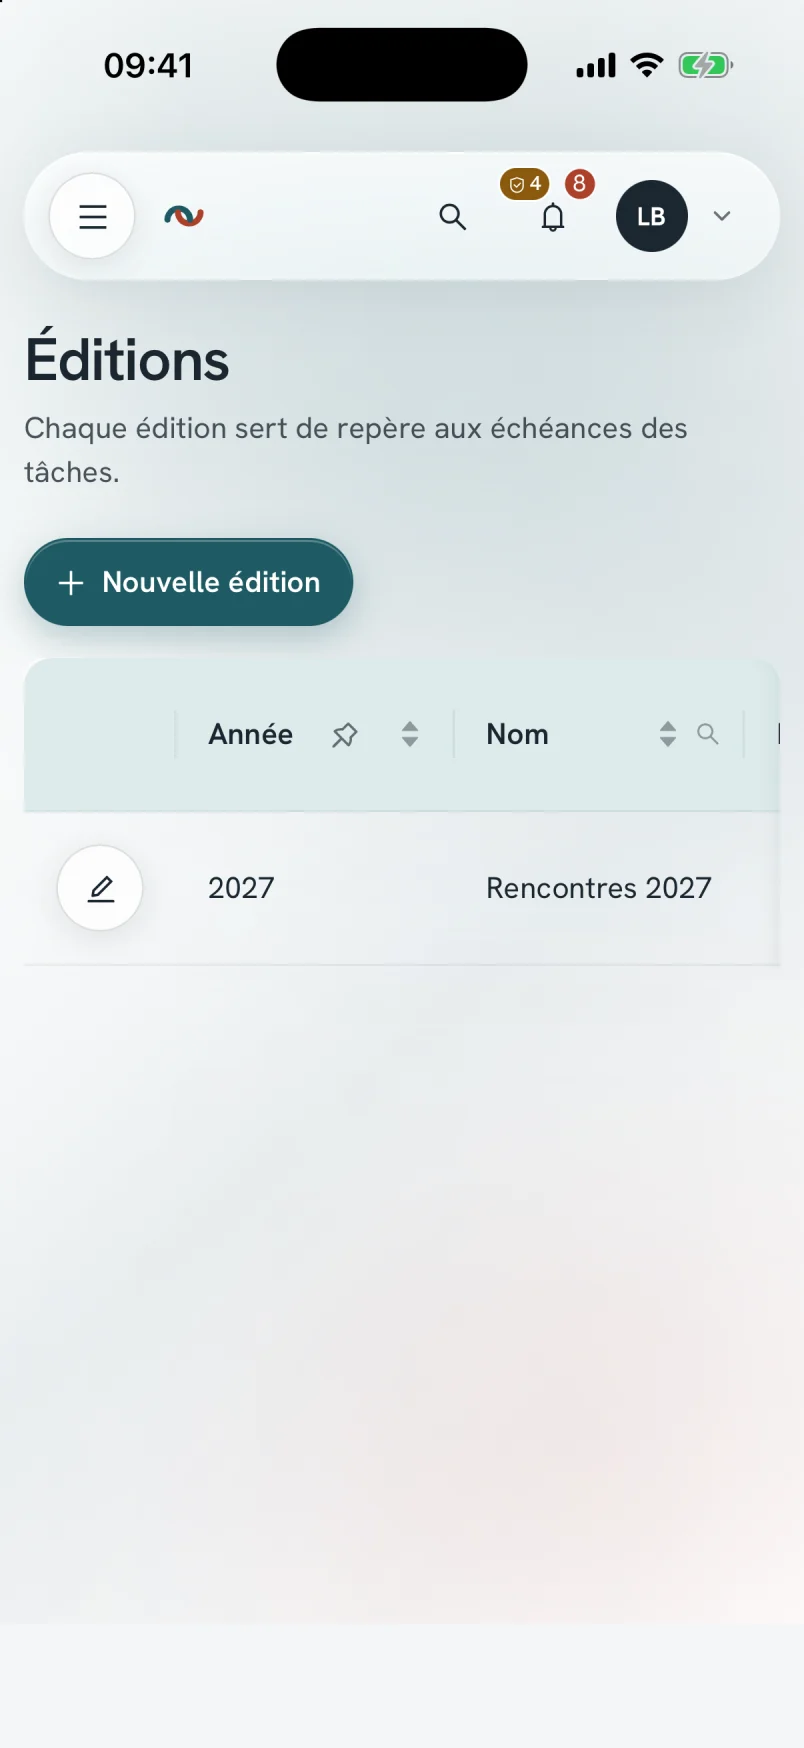 09:41
4
8
LB
Éditions
Chaque édition sert de repère aux échéances des
tâches.
Nouvelle édition
Année
Nom
2027
Rencontres 2027